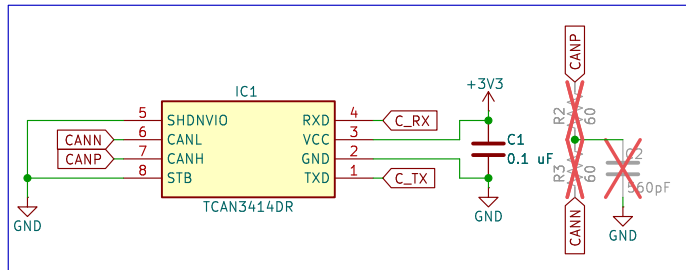 IC1
5 SHDNVIO
6 CANL
7 CANH
8 STB
RXD 4
VCC 3
GND 2
TXD 1
TCAN3414DR
CANN
CANP
GND
C_RX
C_TX
+3V3
C1
0.1 uF
GND
CANP
R2
60
R3
60
CANN
C2
560pF
GND